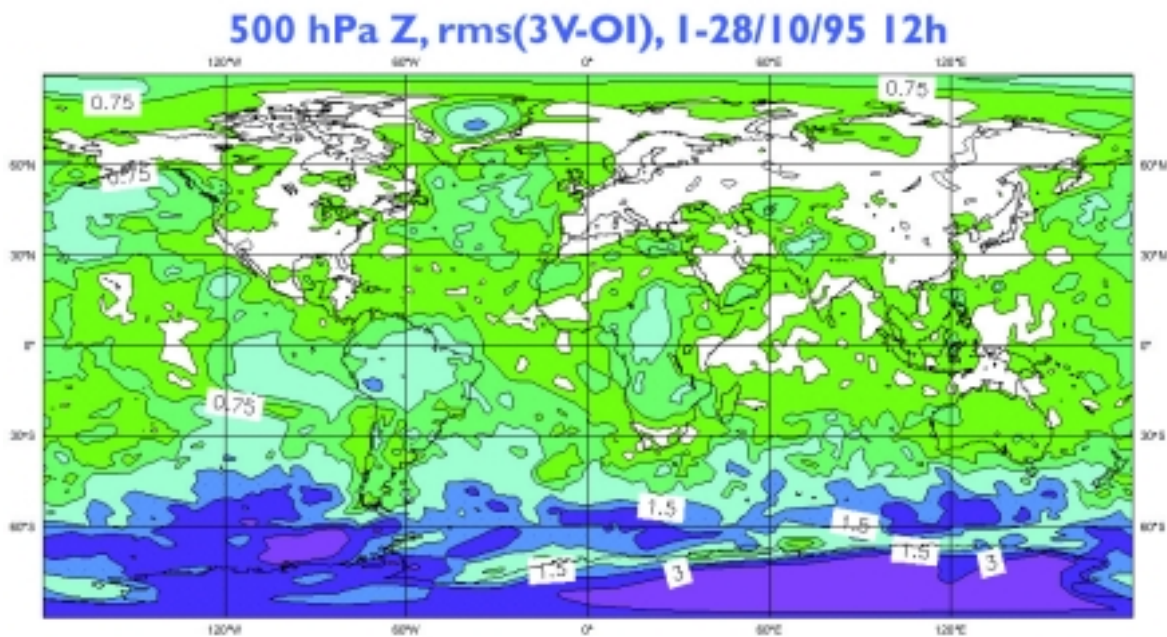 500 hPa Z, rms(3V-OI), 1-28/10/95 12h
120°W 60°W 0° 60°E 120°E
0.75 0.75
60°N 60°N
0.75
30°N 30°N
0° 0°
0.75
30°S 30°S
1.5
60°S 1.5 60°S
1.5
1.5 3 3
120°W 60°W 0° 60°E 120°E